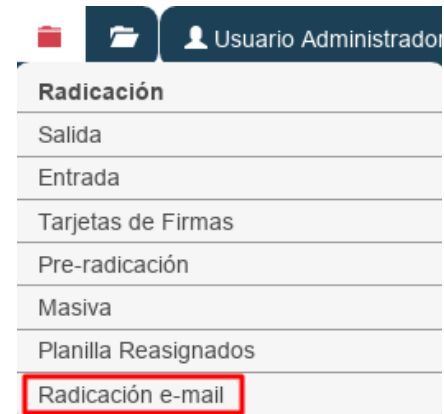 Usuario Administrador
Radicación
Salida
Entrada
Tarjetas de Firmas
Pre-radicación
Masiva
Planilla Reasignados
Radicación e-mail